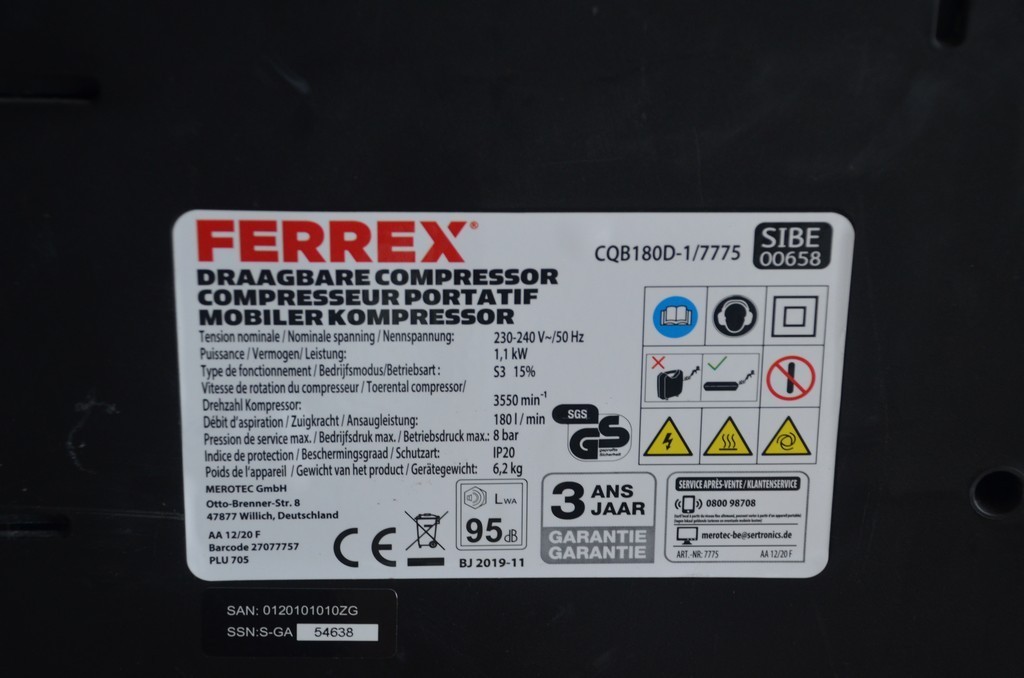 FERREX®
CQB180D-1/7775
SIBE
00658
DRAAGBARE COMPRESSOR
COMPRESSEUR PORTATIF
MOBILER KOMPRESSOR
Tension nominale / Nominale spanning / Nennspannung: 230-240 V~/50 Hz
Puissance / Vermogen / Leistung: 1,1 kW
Type de fonctionnement / Bedrijfsmodus/Betriebsart : S3 15%
Vitesse de rotation du compresseur / Toerental compressor/
Drehzahl Kompressor: 3550 min⁻¹
Débit d'aspiration / Zuigkracht / Ansaugleistung: 180 l / min
Pression de service max. / Bedrijfsdruk max. / Betriebsdruck max.: 8 bar
Indice de protection / Beschermingsgraad / Schutzart: IP20
Poids de l'appareil / Gewicht van het product / Gerätegewicht: 6,2 kg
SGS
GS
geprüfte
Sicherheit
MEROTEC GmbH
Otto-Brenner-Str. 8
47877 Willich, Deutschland
AA 12/20 F
Barcode 27077757
PLU 705
CE
LWA
95 dB
BJ 2019-11
3 ANS
JAAR
GARANTIE
GARANTIE
SERVICE APRÈS-VENTE / KLANTENSERVICE
0800 98708
merotec-be@sertronics.de
ART.-NR: 7775 AA 12/20 F
SAN: 0120101010ZG
SSN:S-GA 54638